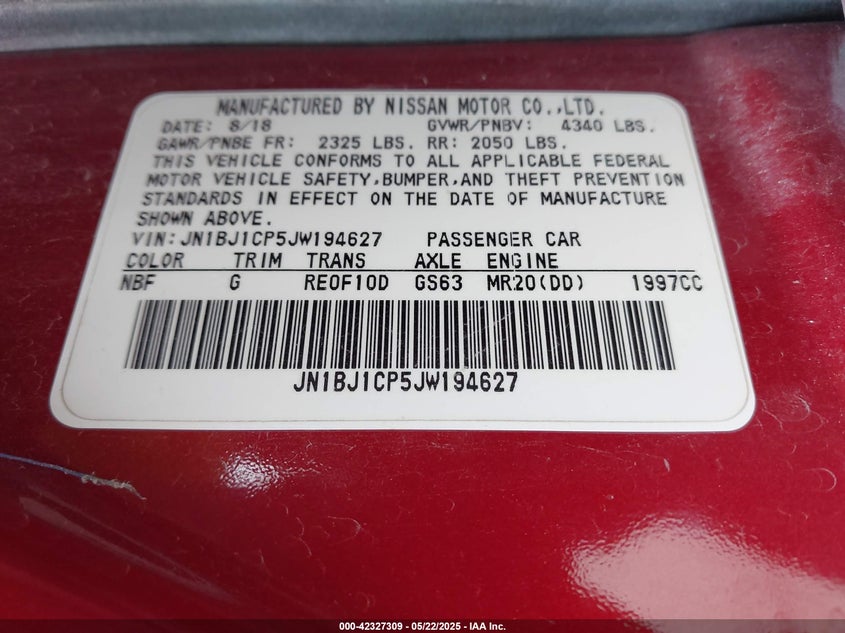 MANUFACTURED BY NISSAN MOTOR CO.,LTD.
DATE: 8/18 GVWR/PNBV: 4340 LBS.
GAWR/PNBE FR: 2325 LBS. RR: 2050 LBS.
THIS VEHICLE CONFORMS TO ALL APPLICABLE FEDERAL
MOTOR VEHICLE SAFETY,BUMPER,AND THEFT PREVENTION
STANDARDS IN EFFECT ON THE DATE OF MANUFACTURE
SHOWN ABOVE.
VIN:JN1BJ1CP5JW194627 PASSENGER CAR
COLOR TRIM TRANS AXLE ENGINE
NBF G RE0F10D GS63 MR20(DD) 1997CC
JN1BJ1CP5JW194627
000-42327309 - 05/22/2025 - IAA Inc.